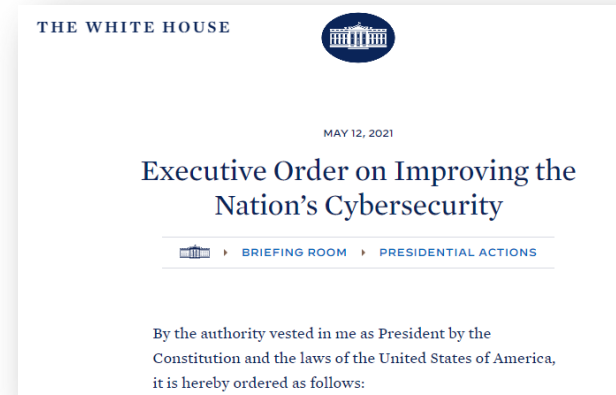 THE WHITE HOUSE
MAY 12, 2021
Executive Order on Improving the
Nation’s Cybersecurity
BRIEFING ROOM PRESIDENTIAL ACTIONS
By the authority vested in me as President by the
Constitution and the laws of the United States of America,
it is hereby ordered as follows: